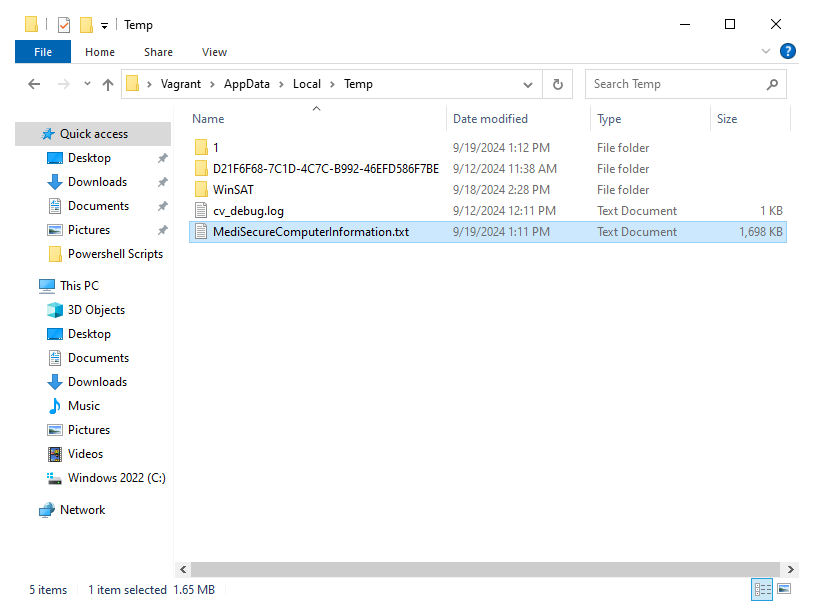 Temp
File Home Share View
Vagrant AppData Local Temp Search Temp
Name Date modified Type Size
Quick access
Desktop
Downloads
Documents
Pictures
Powershell Scripts
This PC
3D Objects
Desktop
Documents
Downloads
Music
Pictures
Videos
Windows 2022 (C:)
Network
1 9/19/2024 1:12 PM File folder
D21F6F68-7C1D-4C7C-B992-46EFD586F7BE 9/12/2024 11:38 AM File folder
WinSAT 9/18/2024 2:28 PM File folder
cv_debug.log 9/12/2024 12:11 PM Text Document 1 KB
MediSecureComputerInformation.txt 9/19/2024 1:11 PM Text Document 1,698 KB
5 items 1 item selected 1.65 MB